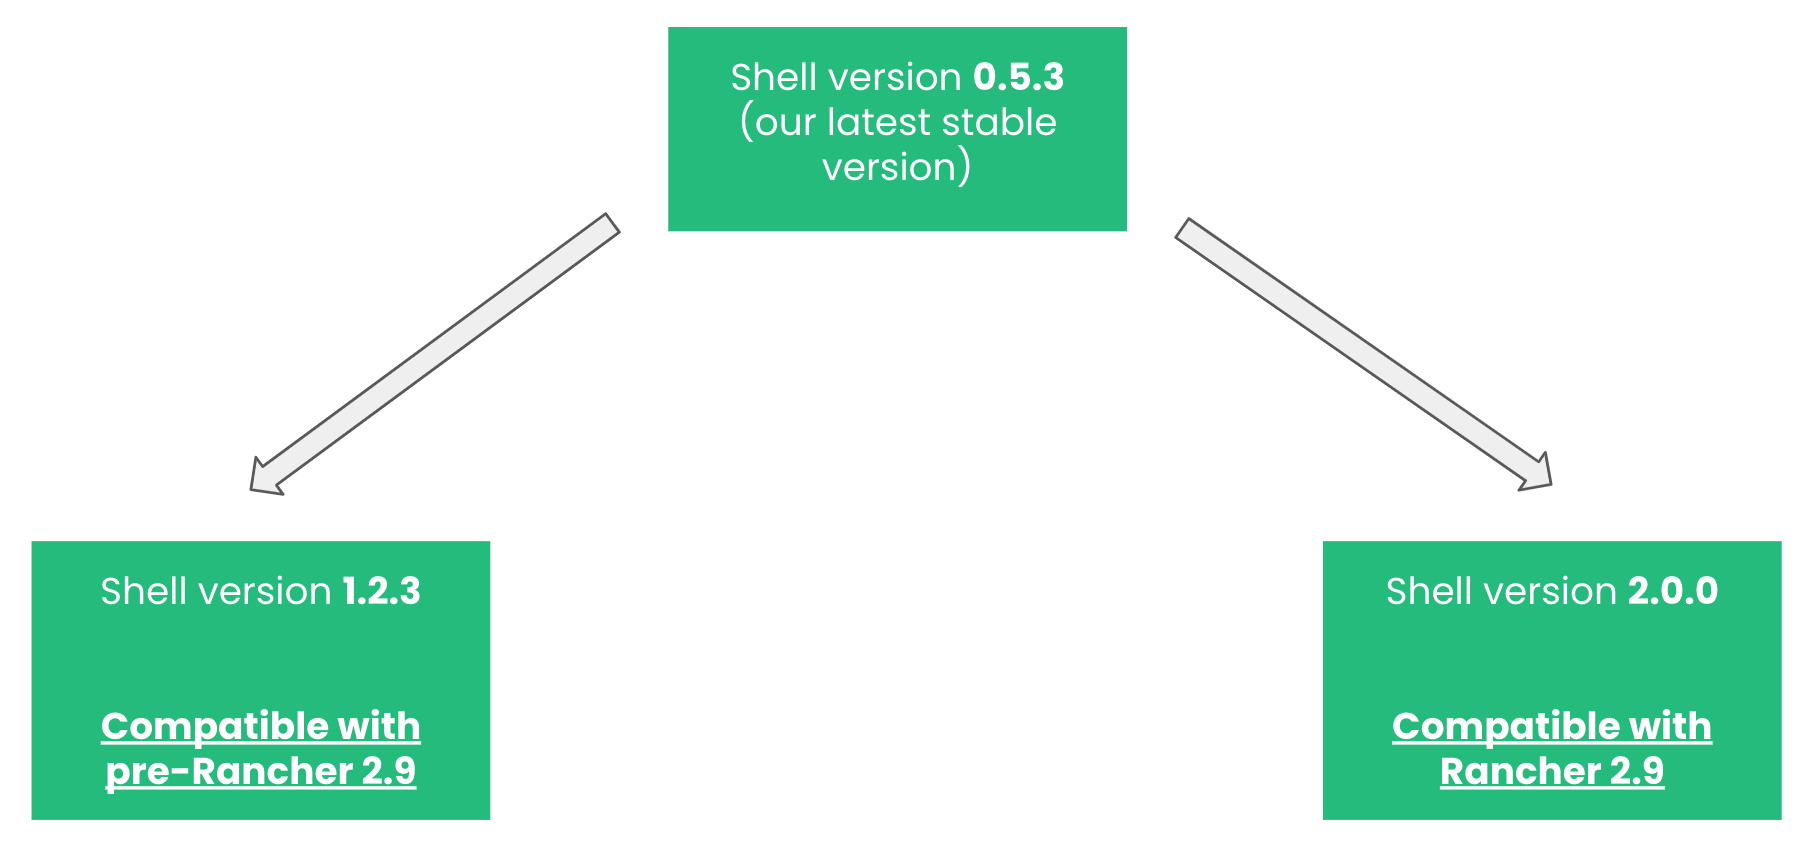 Shell version 0.5.3
(our latest stable
version)
Shell version 1.2.3
Compatible with
pre-Rancher 2.9
Shell version 2.0.0
Compatible with
Rancher 2.9